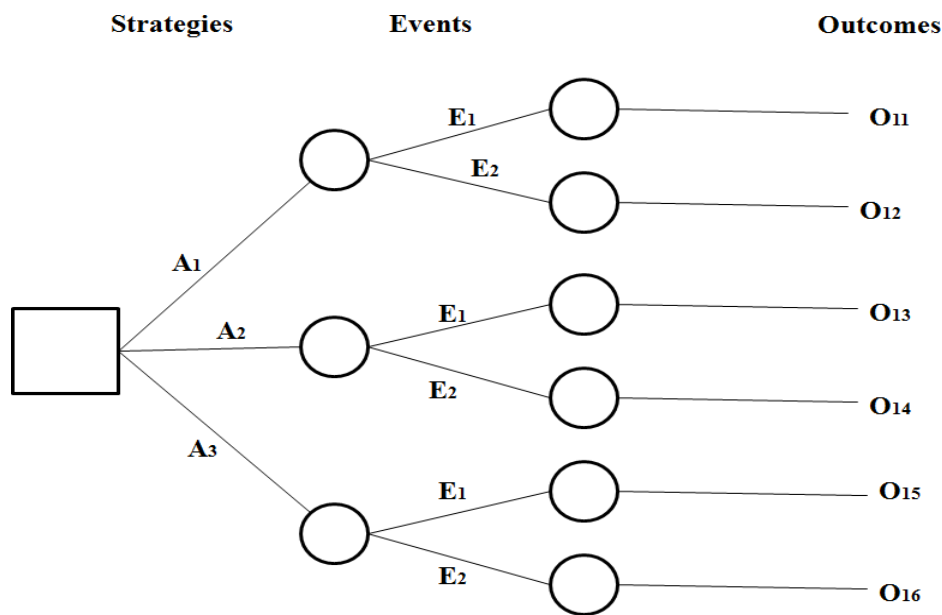 Strategies Events Outcomes
E1
O11
E2
O12
A1
E1
O13
A2
E2
O14
A3
E1
O15
E2
O16